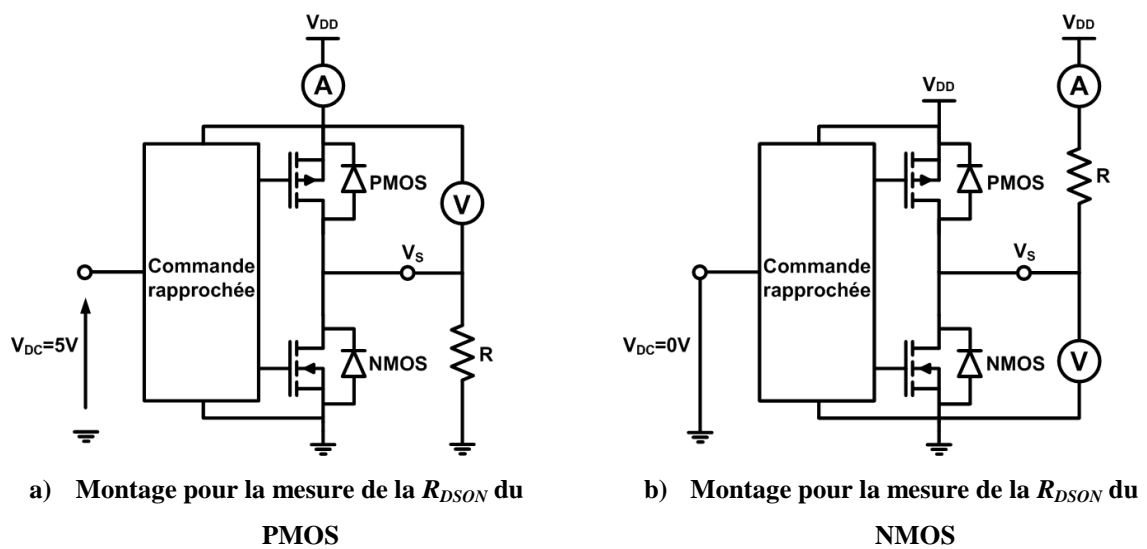 VDD
A
PMOS
V
Commande
rapprochée
VS
VDC=5V
NMOS
R
a) Montage pour la mesure de la RDSON du
PMOS
VDD
A
VDD
R
PMOS
Commande
rapprochée
VS
VDC=0V
NMOS
V
b) Montage pour la mesure de la RDSON du
NMOS